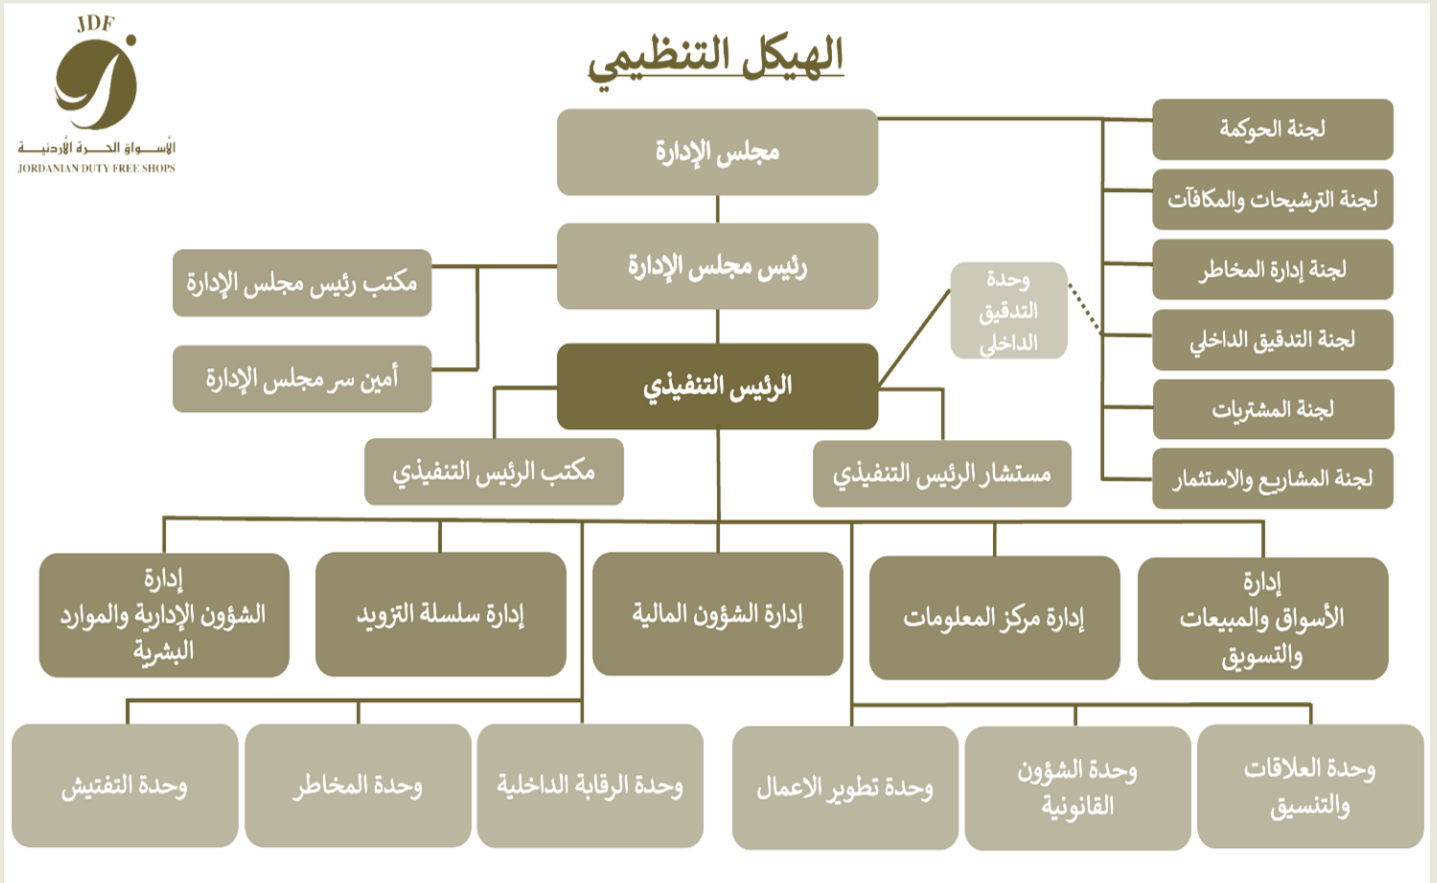 JDF
الأسواق الحرة الأردنية
JORDANIAN DUTY FREE SHOPS
الهيكل التنظيمي
مجلس الإدارة
لجنة الحوكمة
لجنة الترشيحات والمكافآت
لجنة إدارة المخاطر
لجنة التدقيق الداخلي
لجنة المشتريات
لجنة المشاريع والاستثمار
رئيس مجلس الإدارة
مكتب رئيس مجلس الإدارة
أمين سر مجلس الإدارة
وحدة
التدقيق
الداخلي
الرئيس التنفيذي
مستشار الرئيس التنفيذي
مكتب الرئيس التنفيذي
إدارة
الأسواق والمبيعات
والتسويق
إدارة مركز المعلومات
إدارة الشؤون المالية
إدارة سلسلة التزويد
إدارة
الشؤون الإدارية والموارد
البشرية
وحدة العلاقات
والتنسيق
وحدة الشؤون
القانونية
وحدة تطوير الاعمال
وحدة الرقابة الداخلية
وحدة المخاطر
وحدة التفتيش